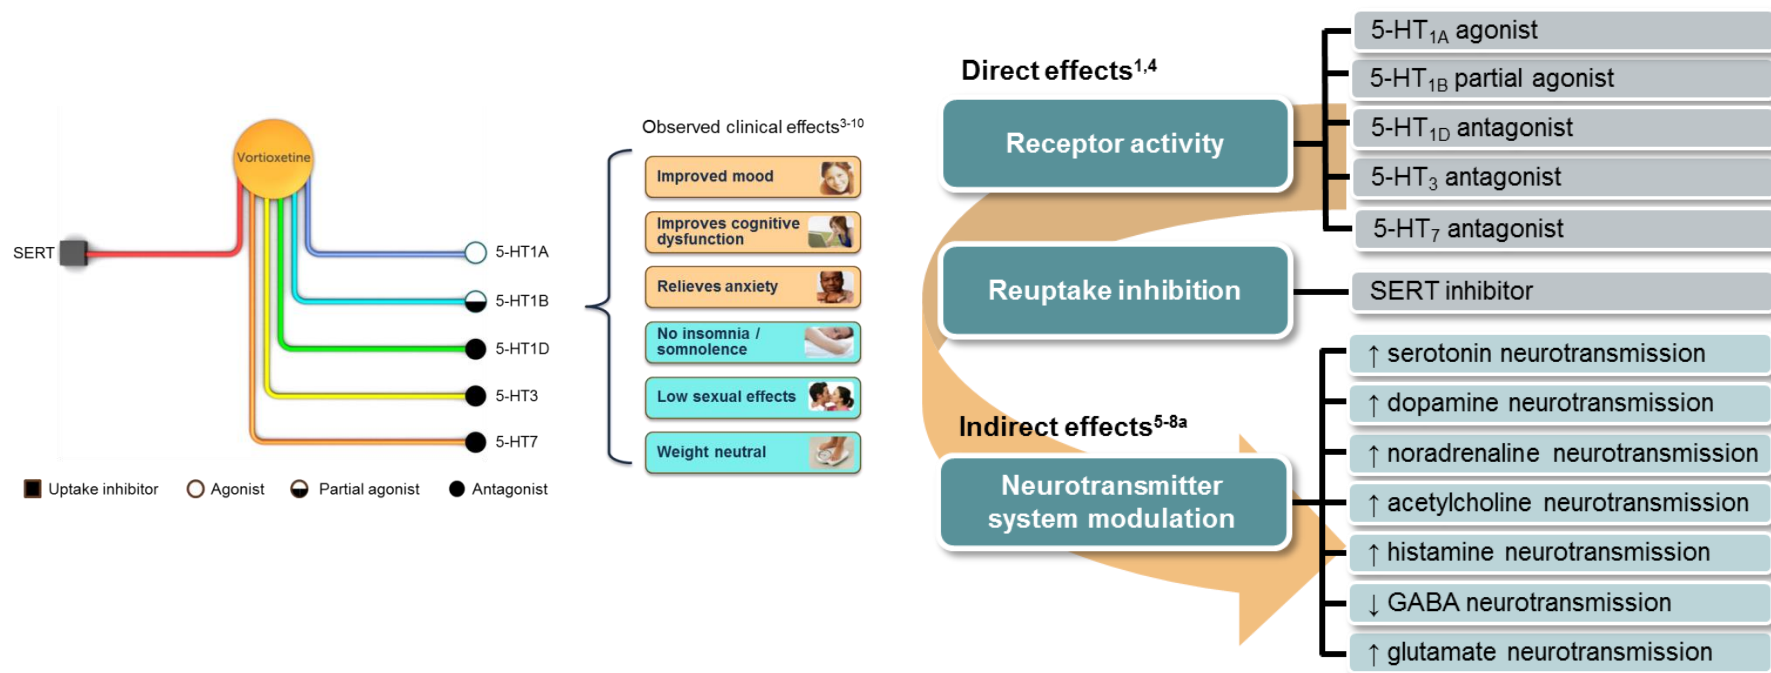 Vortioxetine
SERT
5-HT1A
5-HT1B
5-HT1D
5-HT3
5-HT7
Uptake inhibitor
Agonist
Partial agonist
Antagonist
Observed clinical effects3-10
Improved mood
Improves cognitive
dysfunction
Relieves anxiety
No insomnia /
somnolence
Low sexual effects
Weight neutral
Direct effects1,4
Receptor activity
5-HT1A agonist
5-HT1B partial agonist
5-HT1D antagonist
5-HT3 antagonist
5-HT7 antagonist
Reuptake inhibition
SERT inhibitor
Indirect effects5-8a
Neurotransmitter
system modulation
↑ serotonin neurotransmission
↑ dopamine neurotransmission
↑ noradrenaline neurotransmission
↑ acetylcholine neurotransmission
↑ histamine neurotransmission
↓ GABA neurotransmission
↑ glutamate neurotransmission